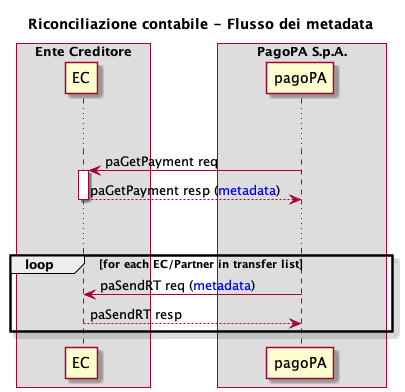 Riconciliazione contabile - Flusso dei metadata
Ente Creditore
PagoPA S.p.A.
EC
pagoPA
paGetPayment req
paGetPayment resp (metadata)
loop
[for each EC/Partner in transfer list]
paSendRT req (metadata)
paSendRT resp
EC
pagoPA